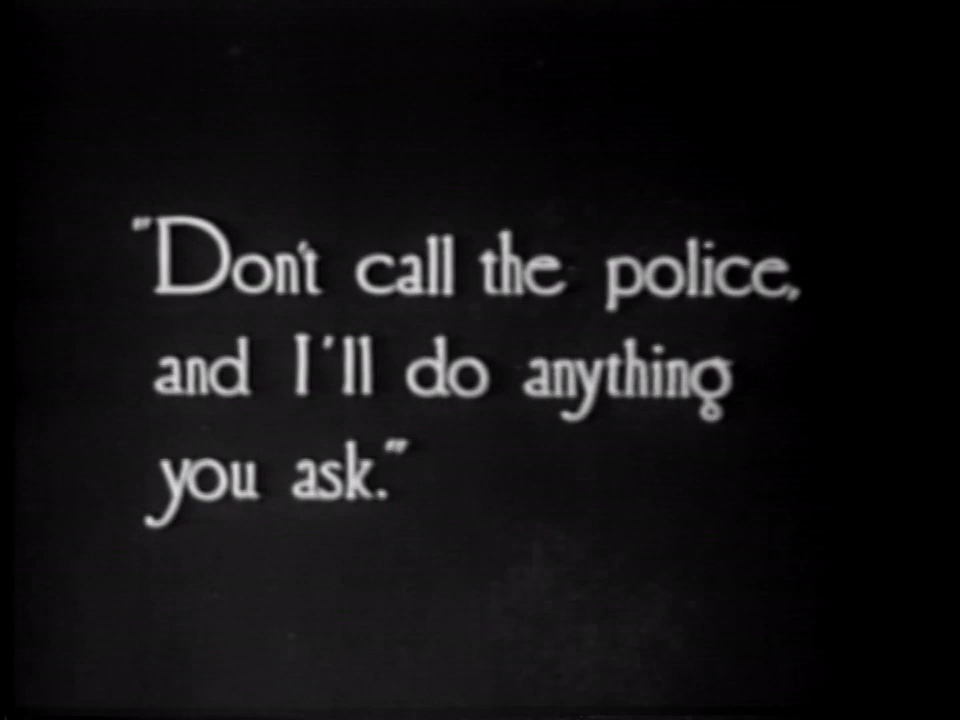 "Don't call the police,
and I'll do anything
you ask."